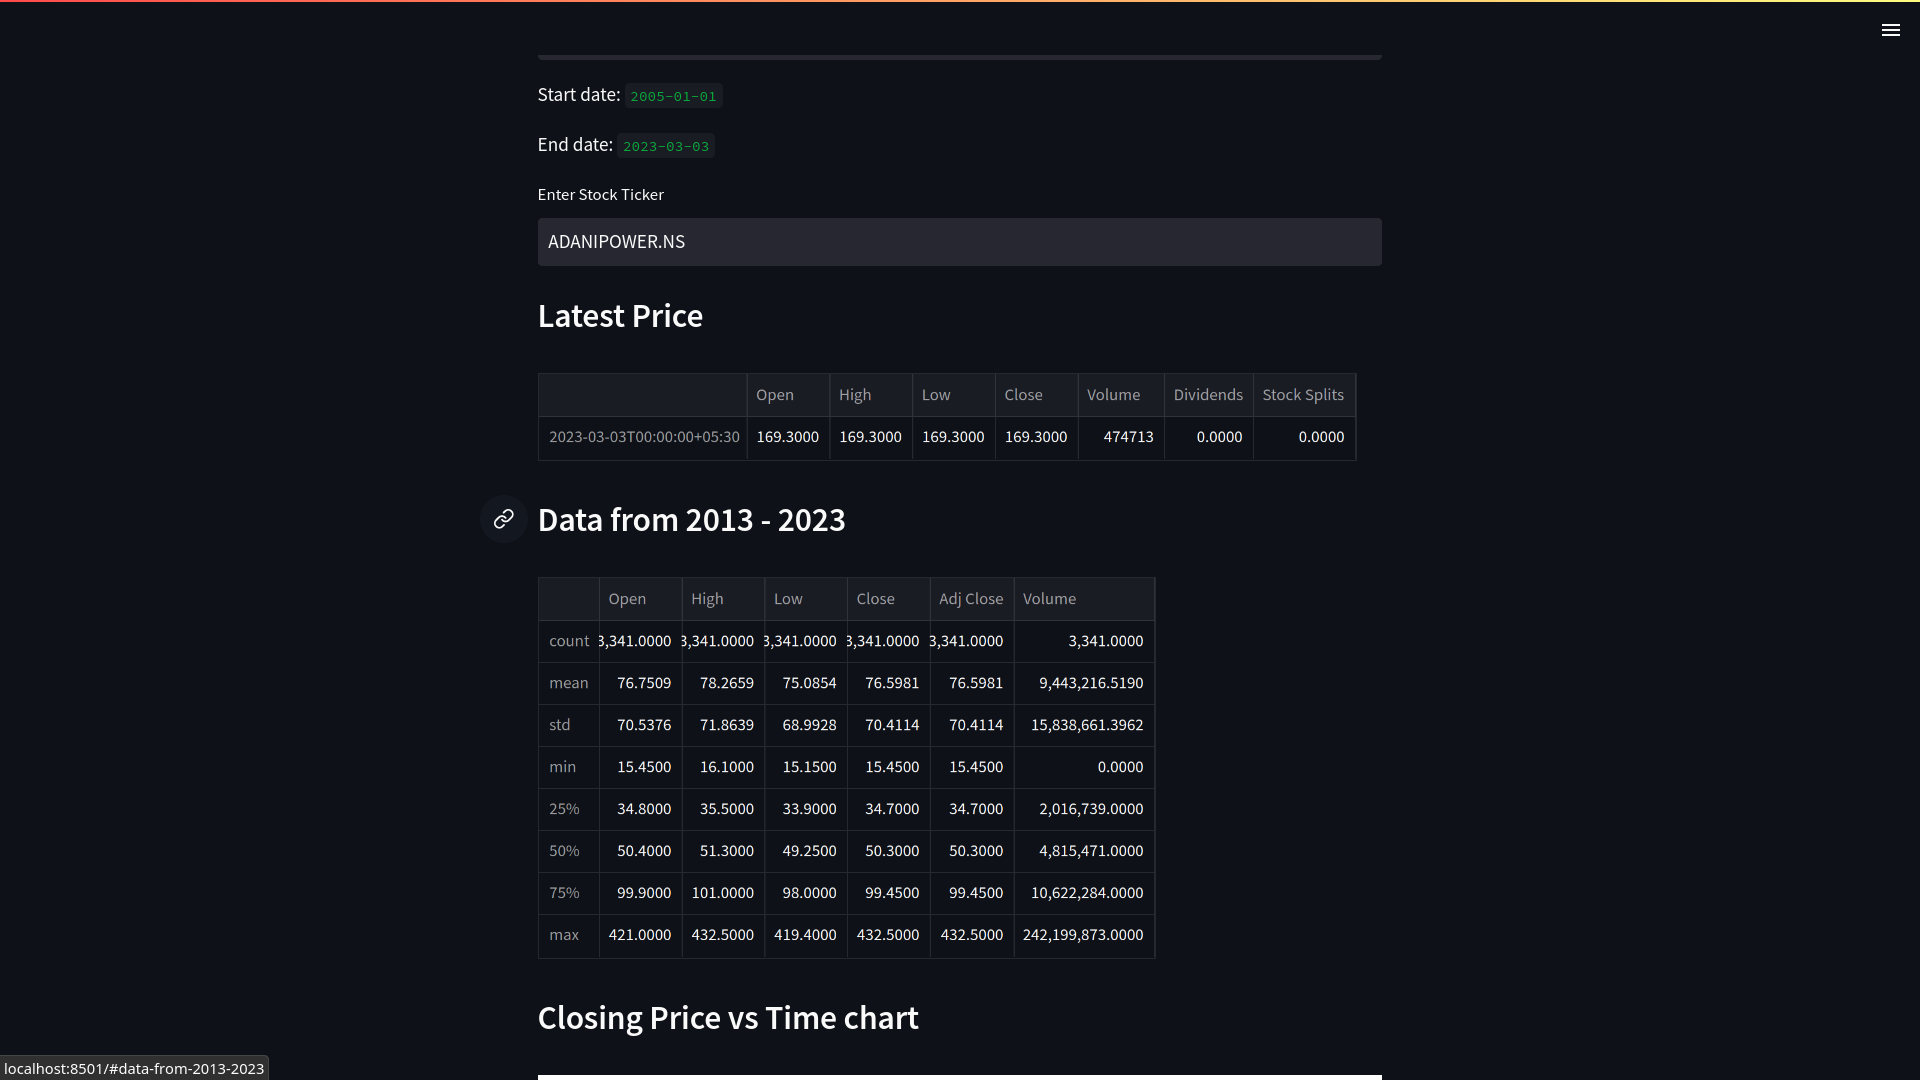 Start date: 2005-01-01
End date: 2023-03-03
Enter Stock Ticker
ADANIPOWER.NS
Latest Price
Open High Low Close Volume Dividends Stock Splits
2023-03-03T00:00:00+05:30 169.3000 169.3000 169.3000 169.3000 474713 0.0000 0.0000
Data from 2013 - 2023
Open High Low Close Adj Close Volume
count 3,341.0000 3,341.0000 3,341.0000 3,341.0000 3,341.0000 3,341.0000
mean 76.7509 78.2659 75.0854 76.5981 76.5981 9,443,216.5190
std 70.5376 71.8639 68.9928 70.4114 70.4114 15,838,661.3962
min 15.4500 16.1000 15.1500 15.4500 15.4500 0.0000
25% 34.8000 35.5000 33.9000 34.7000 34.7000 2,016,739.0000
50% 50.4000 51.3000 49.2500 50.3000 50.3000 4,815,471.0000
75% 99.9000 101.0000 98.0000 99.4500 99.4500 10,622,284.0000
max 421.0000 432.5000 419.4000 432.5000 432.5000 242,199,873.0000
Closing Price vs Time chart
localhost:8501/#data-from-2013-2023